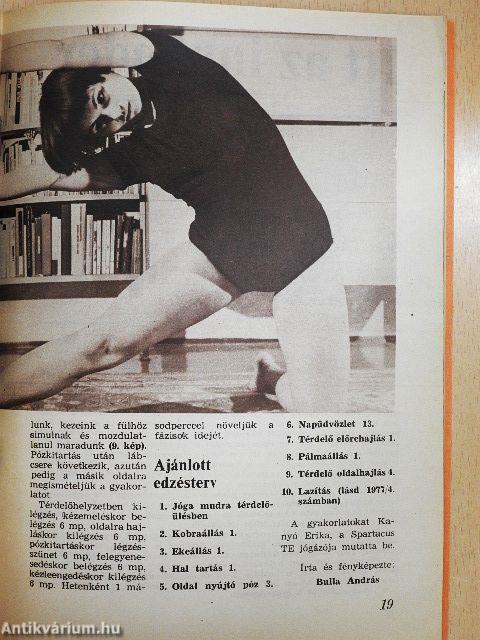 lunk, kezeink a fülhöz
simulnak és mozdulat-
lanul maradunk (9. kép).
Pózkitartás után láb-
csere következik, azután
pedig a másik oldalra
megismételjük a gyakor-
latot
Térdelőhelyzetben ki-
légzés, kézemeléskor be-
légzés 6 mp, oldalra haj-
láskor kilégzés 6 mp.
pózkitartáskor légzés-
szünet 6 mp, felegyene-
sedéskor belégzés 6 mp,
kézleengedéskor kilégzés
6 mp. Hetenként 1 má-
sodperccel növeljük a
fázisok idejét.
Ajánlott
edzésterv
1. Jóga mudra térdelő-
ülésben
2. Kobraállás 1.
3. Ekeállás 1.
4. Hal tartás 1.
5. Oldal nyújtó póz 3.
6. Napüdvözlet 13.
7. Térdelő előrehajlás 1.
8. Pálmaállás 1.
9. Térdelő oldalhajlás 4.
10. Lazítás (lásd 1977/4.
számban)
A gyakorlatokat Ka-
nyó Erika, a Spartacus
TE jógázója mutatta be.
Írta és fényképezte:
Bulla András
19
Antikvárium.hu